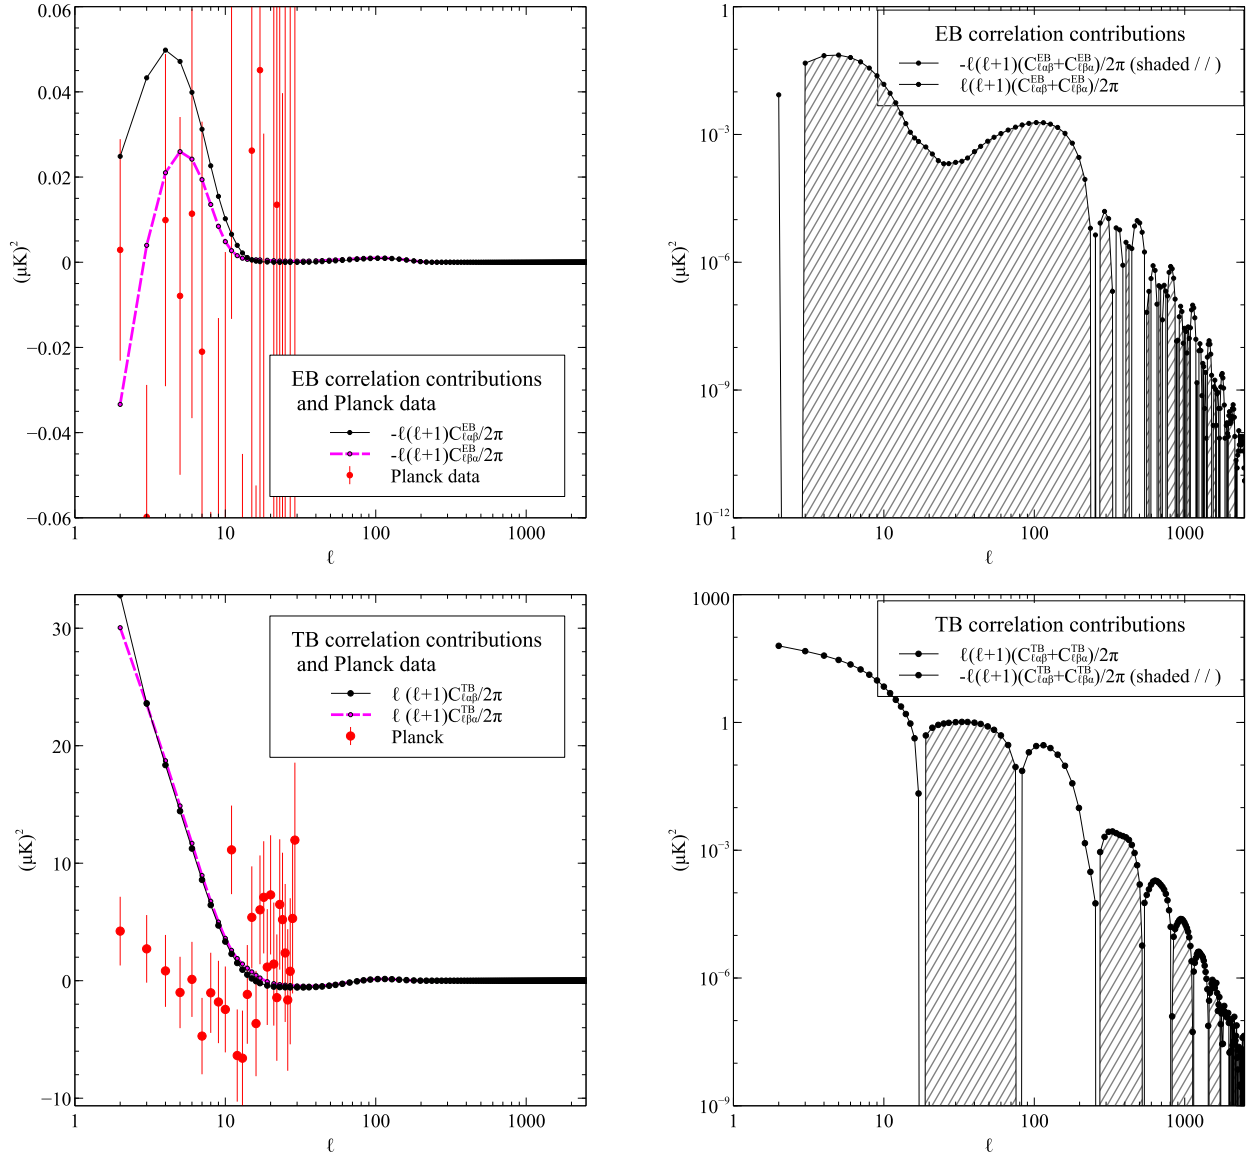 0.06
0.04
0.02
0
−0.02
−0.04
−0.06
(μK)²
EB correlation contributions
and Planck data
-ℓ(ℓ+1)C^EB_ℓαβ/2π
-ℓ(ℓ+1)C^EB_ℓβα/2π
Planck data
1 10 100 1000
ℓ
1
10⁻³
10⁻⁶
10⁻⁹
10⁻¹²
(μK)²
EB correlation contributions
-ℓ(ℓ+1)(C^EB_ℓαβ+C^EB_ℓβα)/2π (shaded / / )
ℓ(ℓ+1)(C^EB_ℓαβ+C^EB_ℓβα)/2π
1 10 100 1000
ℓ
30
20
10
0
−10
(μK)²
TB correlation contributions
and Planck data
ℓ (ℓ+1)C^TB_ℓαβ/2π
ℓ (ℓ+1)C^TB_ℓβα/2π
Planck
1 10 100 1000
ℓ
1000
1
10⁻³
10⁻⁶
10⁻⁹
(μK)²
TB correlation contributions
ℓ(ℓ+1)(C^TB_ℓαβ+C^TB_ℓβα)/2π
-ℓ(ℓ+1)(C^TB_ℓαβ+C^TB_ℓβα)/2π (shaded / / )
1 10 100 1000
ℓ